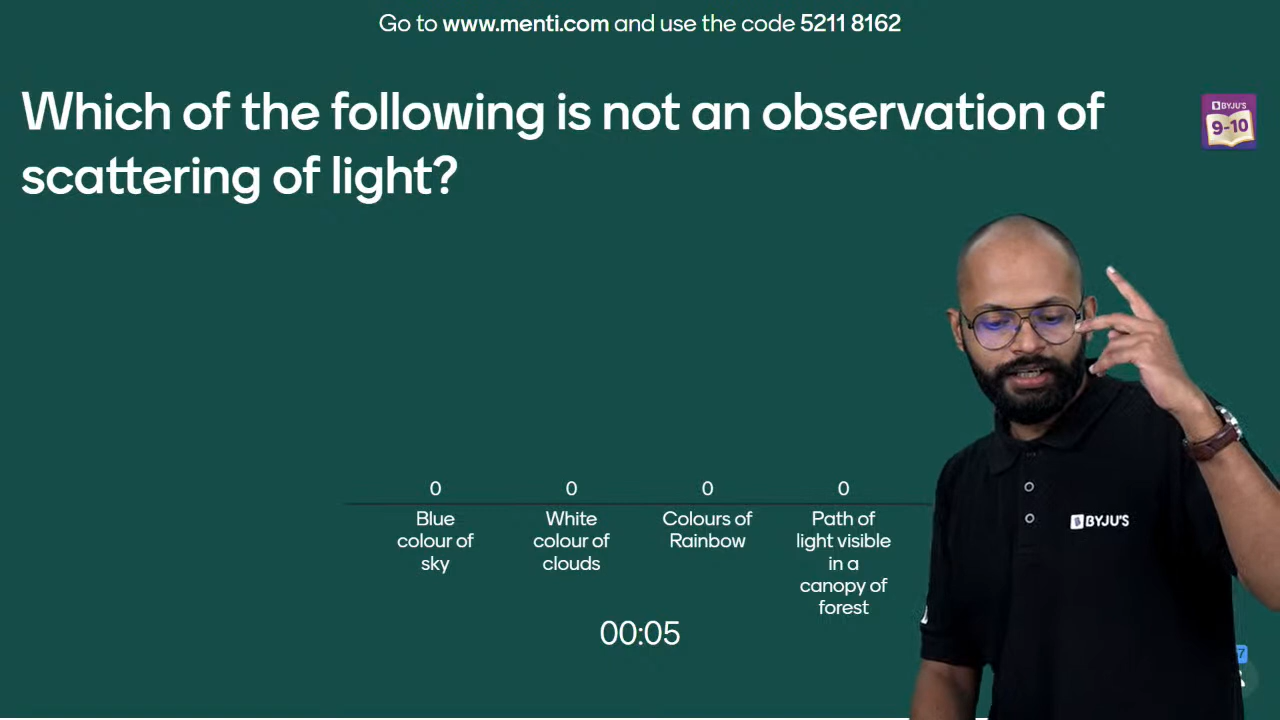 Go to www.menti.com and use the code 5211 8162
Which of the following is not an observation of
scattering of light?
BYJU'S
9-10
0
0
0
0
Blue
colour of
sky
White
colour of
clouds
Colours of
Rainbow
Path of
light visible
in a
canopy of
forest
00:05
BYJU'S
7